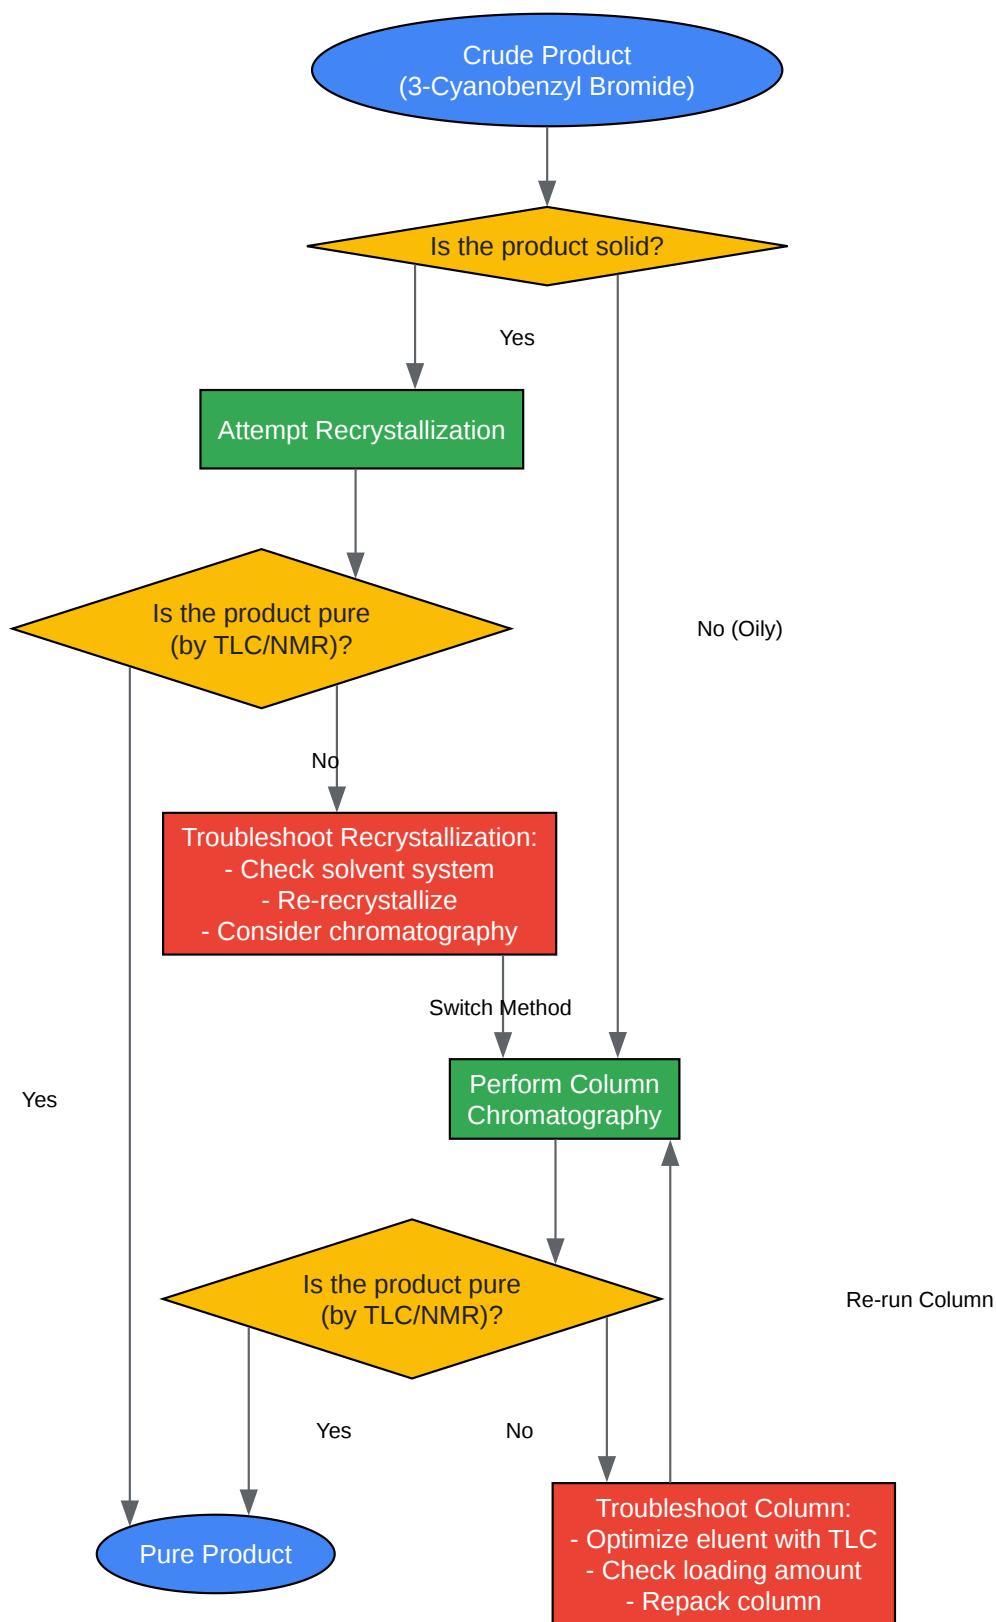 Crude Product
(3-Cyanobenzyl Bromide)
Is the product solid?
Yes
Attempt Recrystallization
Is the product pure
(by TLC/NMR)?
No (Oily)
No
Troubleshoot Recrystallization:
- Check solvent system
- Re-recrystallize
- Consider chromatography
Switch Method
Perform Column
Chromatography
Yes
Is the product pure
(by TLC/NMR)?
Re-run Column
Yes
No
Pure Product
Troubleshoot Column:
- Optimize eluent with TLC
- Check loading amount
- Repack column